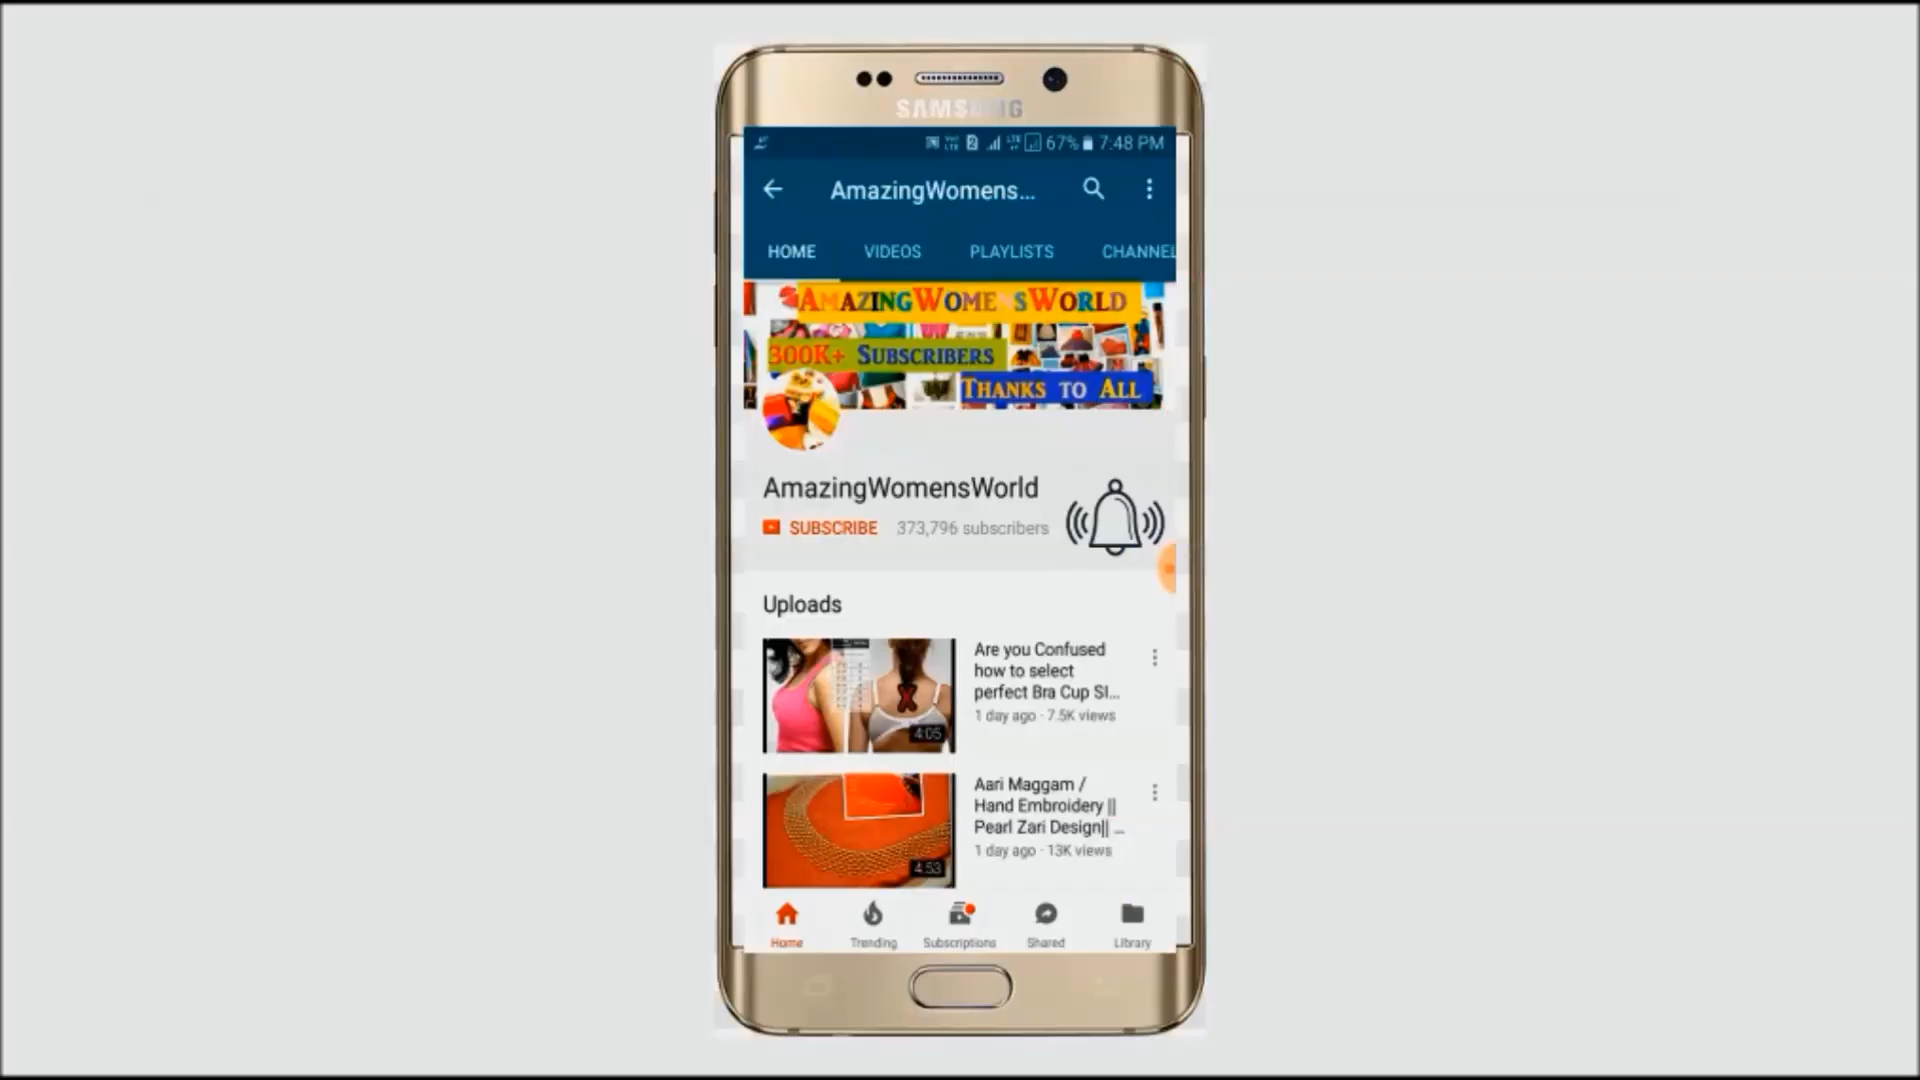 SAMSUNG
67% 7:48 PM
AmazingWomens...
HOME VIDEOS PLAYLISTS CHANNEL
AMAZINGWOMENSWORLD
300K+ SUBSCRIBERS
THANKS TO ALL
AmazingWomensWorld
SUBSCRIBE 373,796 subscribers
Uploads
Are you Confused
how to select
perfect Bra Cup SI...
1 day ago · 7.5K views
4:05
Aari Maggam /
Hand Embroidery ||
Pearl Zari Design|| ...
1 day ago · 13K views
4:53
Home Trending Subscriptions Shared Library